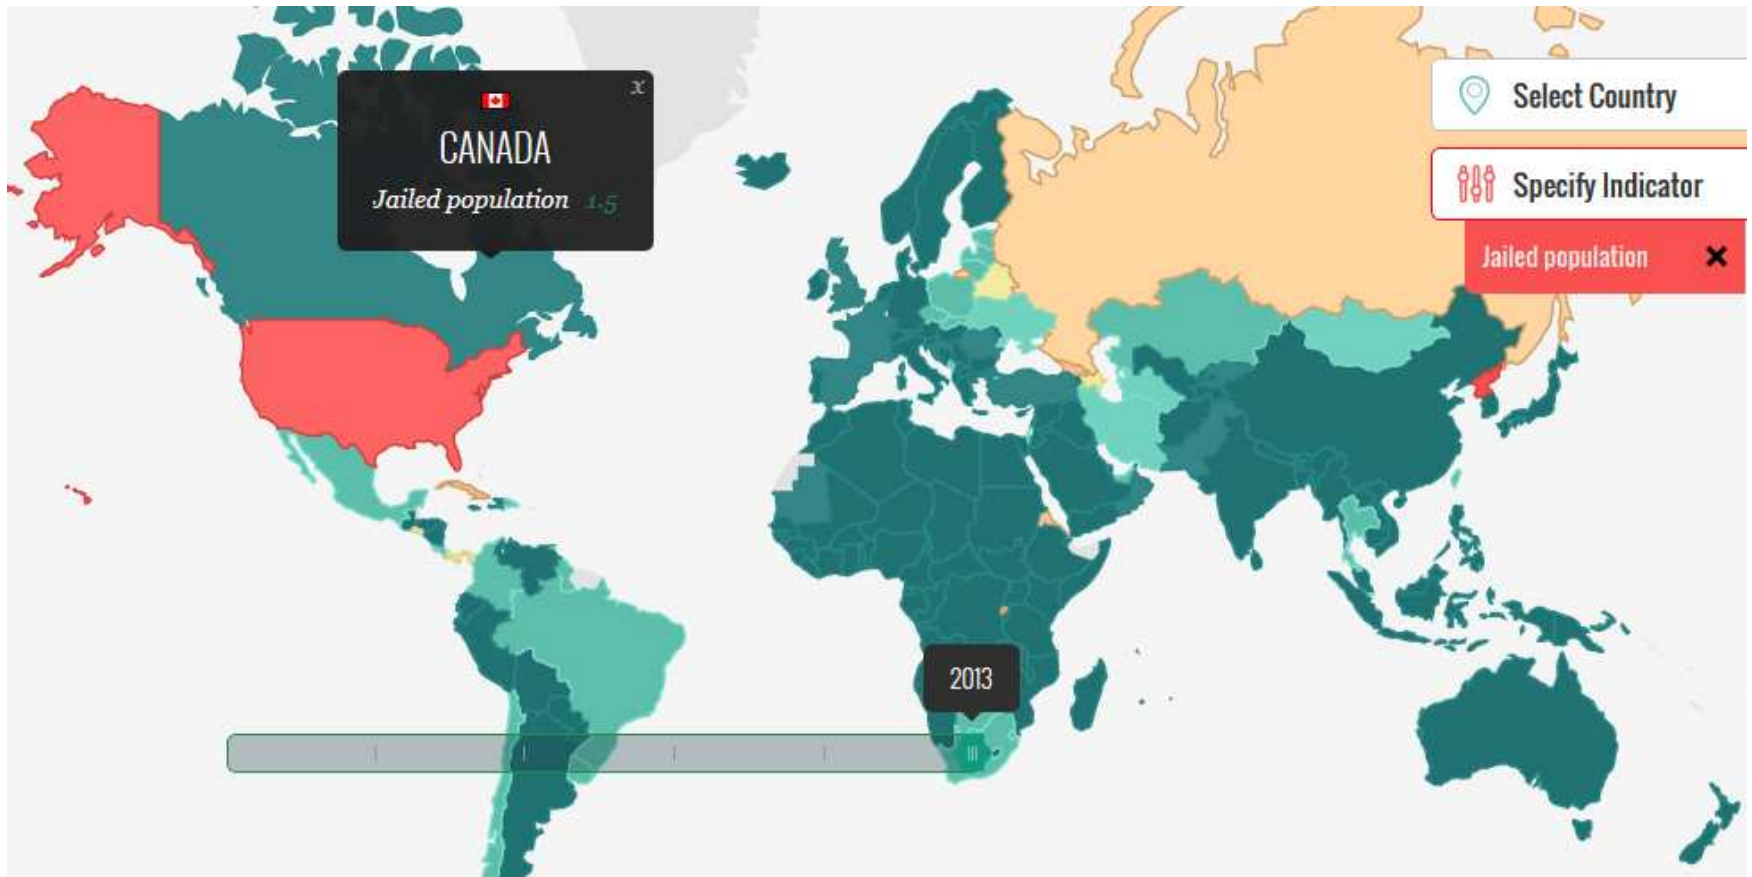 x
CANADA
Jailed population 1.5
Select Country
Specify Indicator
Jailed population
2013